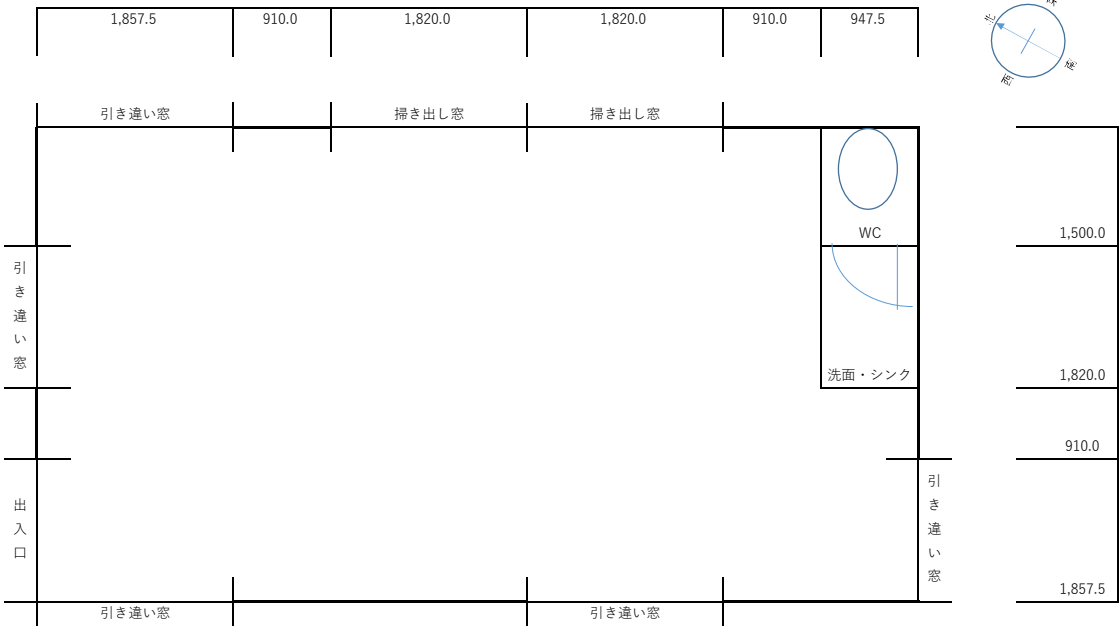 1,857.5
910.0
1,820.0
1,820.0
910.0
947.5
北
南
西
引き違い窓
掃き出し窓
掃き出し窓
WC
1,500.0
引き違い窓
洗面・シンク
1,820.0
910.0
出入口
引き違い窓
1,857.5
引き違い窓
引き違い窓